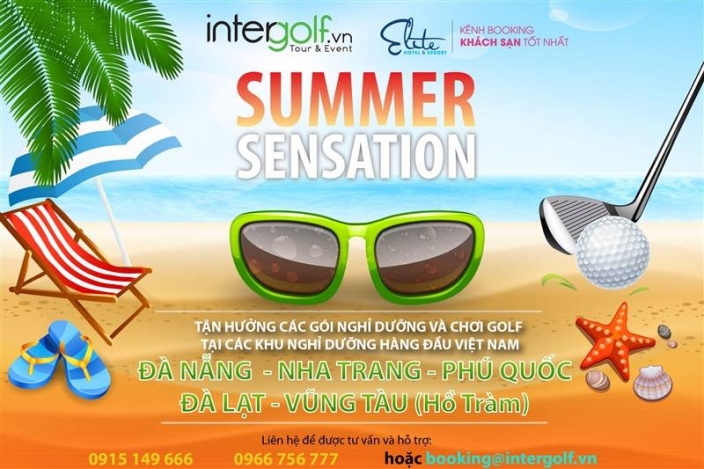 intergolf.vn
Tour & Event
Elite
HOTEL & RESORT
KÊNH BOOKING
KHÁCH SẠN TỐT NHẤT
SUMMER
SENSATION
TẬN HƯỞNG CÁC GÓI NGHỈ DƯỠNG VÀ CHƠI GOLF
TẠI CÁC KHU NGHỈ DƯỠNG HÀNG ĐẦU VIỆT NAM
ĐÀ NẴNG - NHA TRANG - PHÚ QUỐC
ĐÀ LẠT - VŨNG TÀU (Hồ Tràm)
Liên hệ để được tư vấn và hỗ trợ:
0915 149 666 0966 756 777 hoặc booking@intergolf.vn